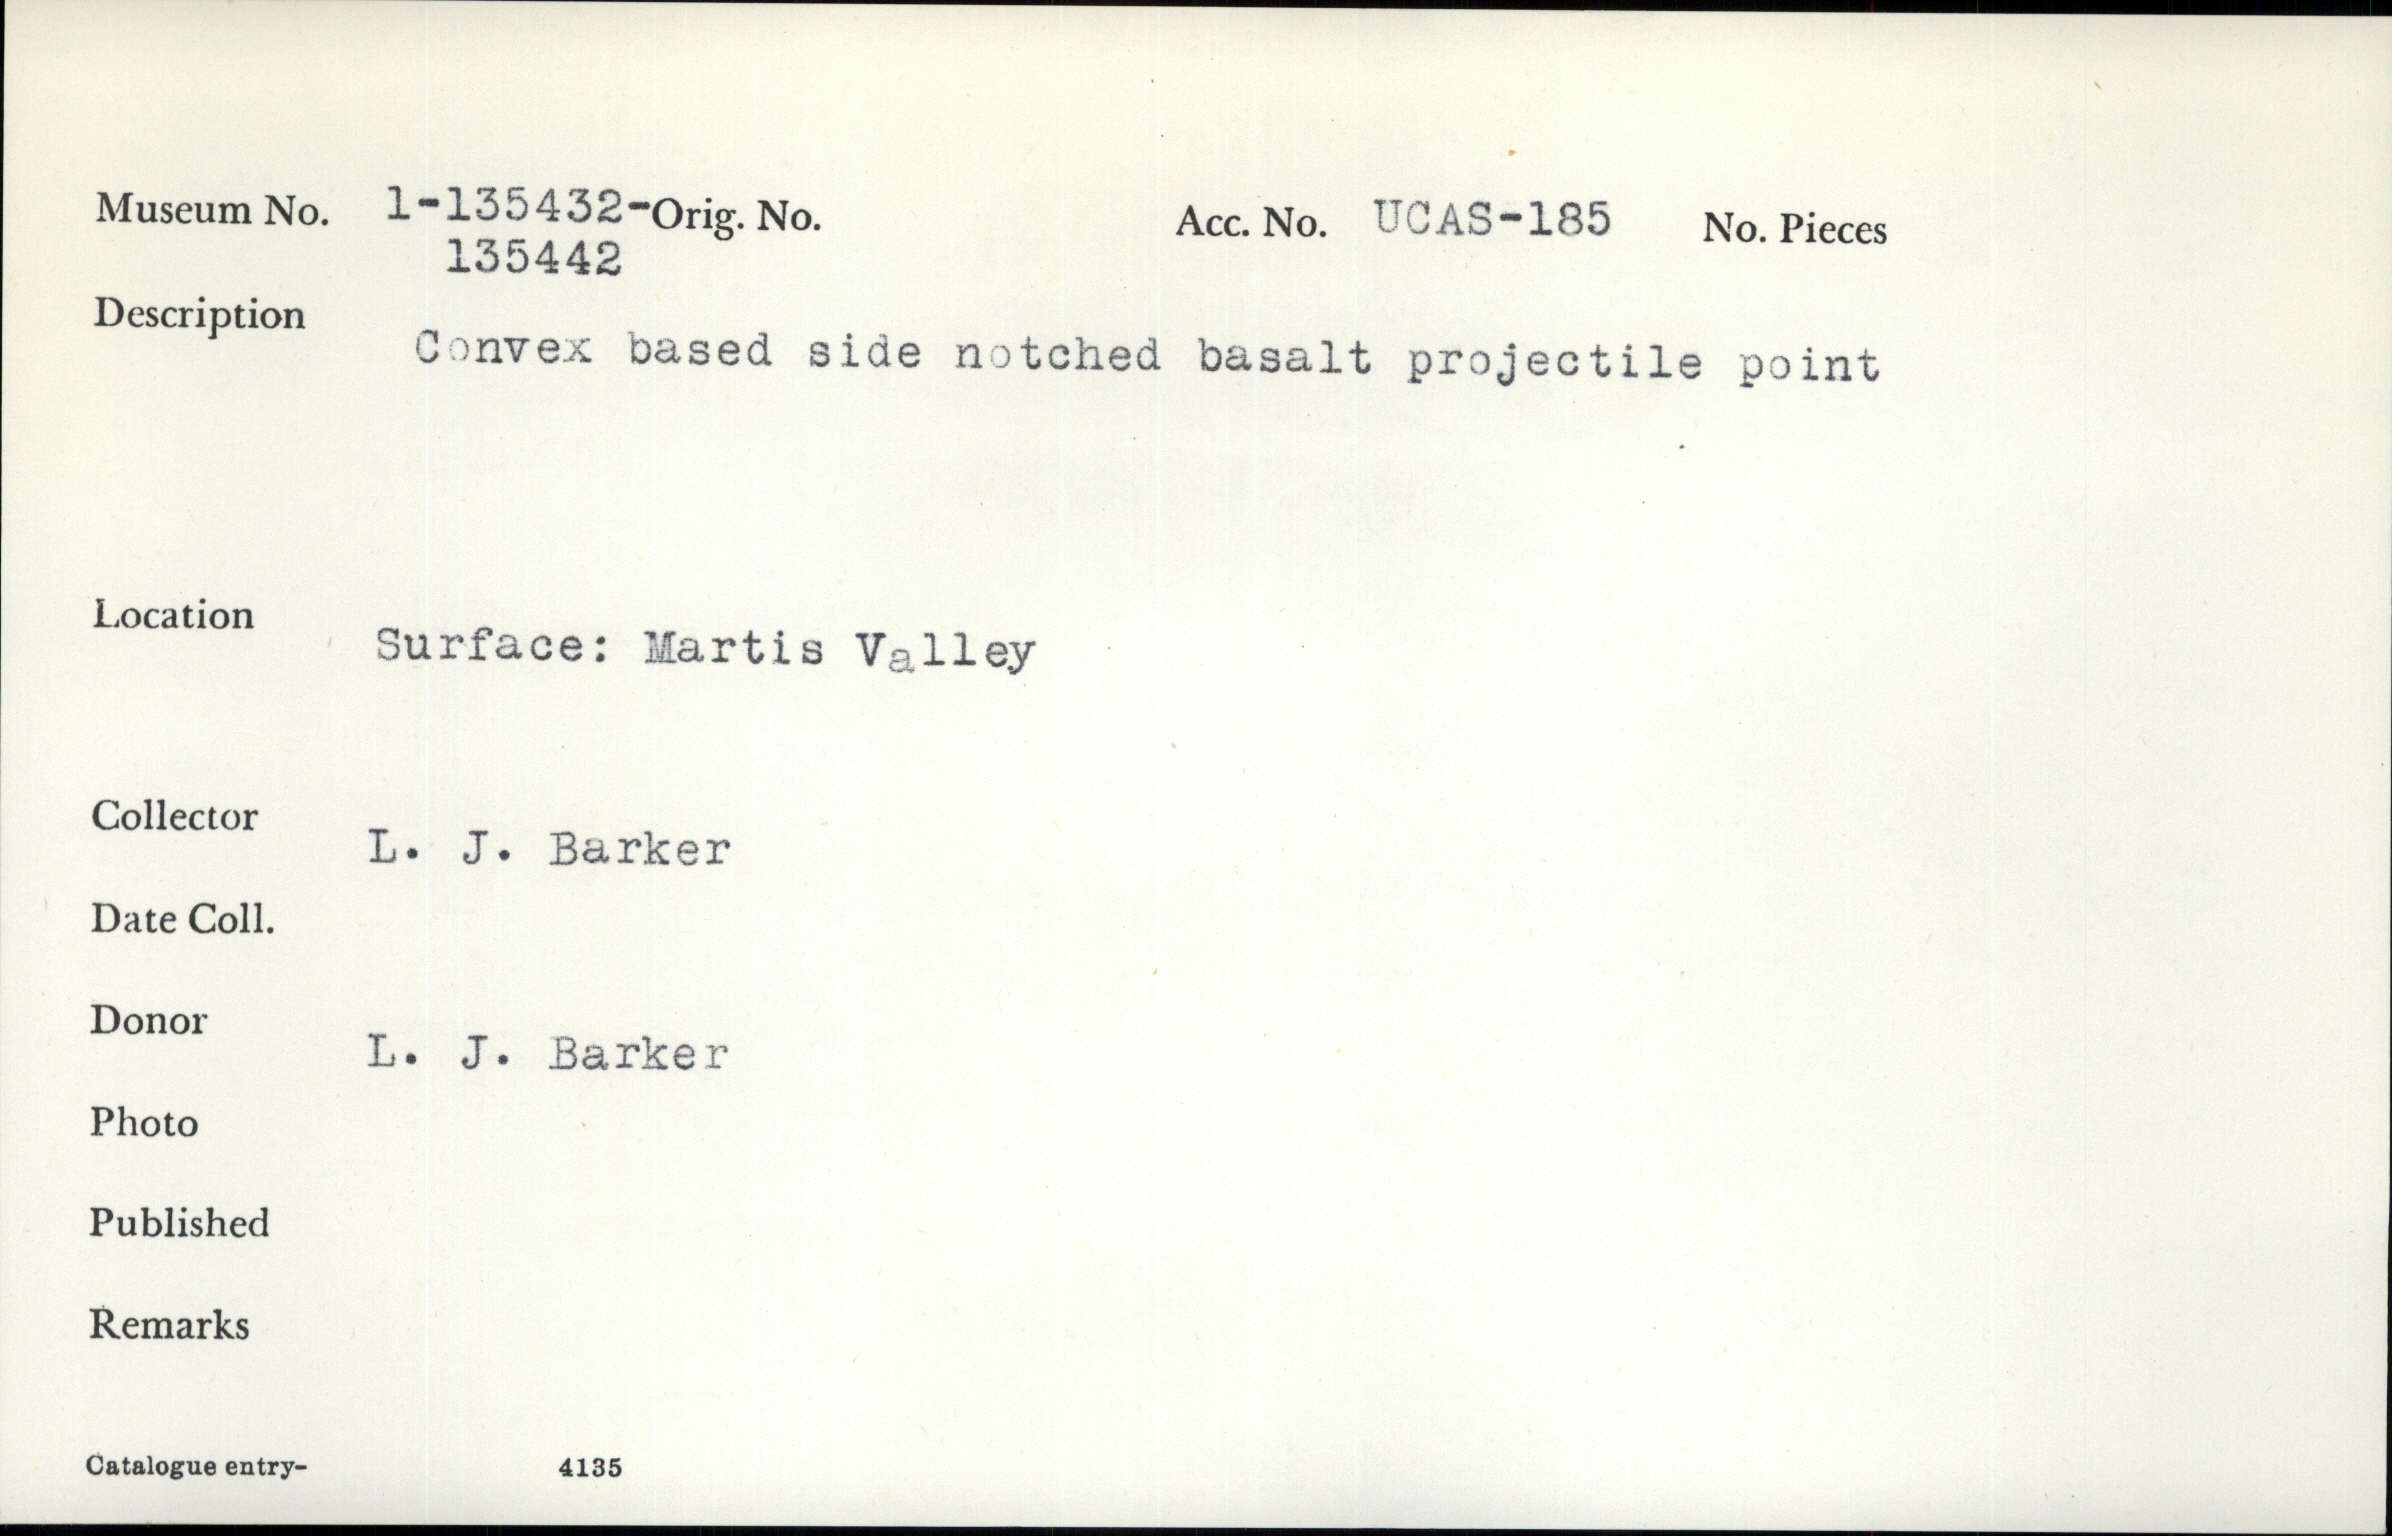 Museum No. 1-135432-Orig. No. Acc. No. UCAS-185 No. Pieces
135442
Description
Convex based side notched basalt projectile point
Location
Surface: Martis Valley
Collector
L. J. Barker
Date Coll.
Donor
L. J. Barker
Photo
Published
Remarks
Catalogue entry- 4135